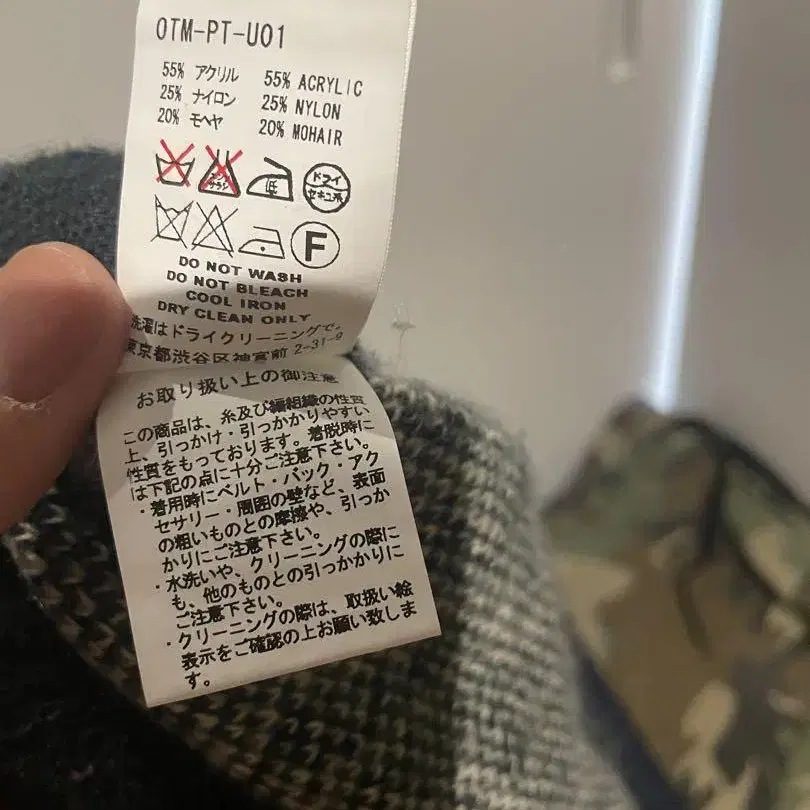 OTM-PT-U01
55% アクリル 55% ACRYLIC
25% ナイロン 25% NYLON
20% モヘヤ 20% MOHAIR
エンソ サラシ 低 ドライ セキユ系
F
DO NOT WASH
DO NOT BLEACH
COOL IRON
DRY CLEAN ONLY
洗濯はドライクリーニングで。
東京都渋谷区神宮前 2-31-9
お取り扱い上の御注意
この商品は、糸及び編組織の性質
上、引っかけ・引っかかりやすい
性質をもっております。着脱時に
は下記の点に十分ご注意下さい。
・着用時にベルト・バック・アク
セサリー・周囲の壁など、表面
の粗いものとの摩擦や、引っか
かりにご注意下さい。
・水洗いや、クリーニングの際に
も、他のものとの引っかかりに
ご注意下さい。
・クリーニングの際は、取扱い絵
表示をご確認の上お願い致しま
す。